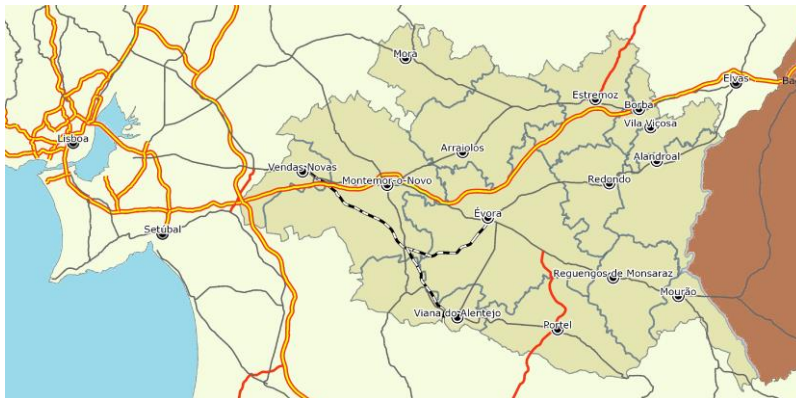 Mora
Elvas
Ba
Estremoz
Borba
Vila Viçosa
Lisboa
Arraiolos
Alandroal
Vendas Novas
Montemor-o-Novo
Redondo
Évora
Setúbal
Reguengos de Monsaraz
Mourão
Viana do Alentejo
Portel